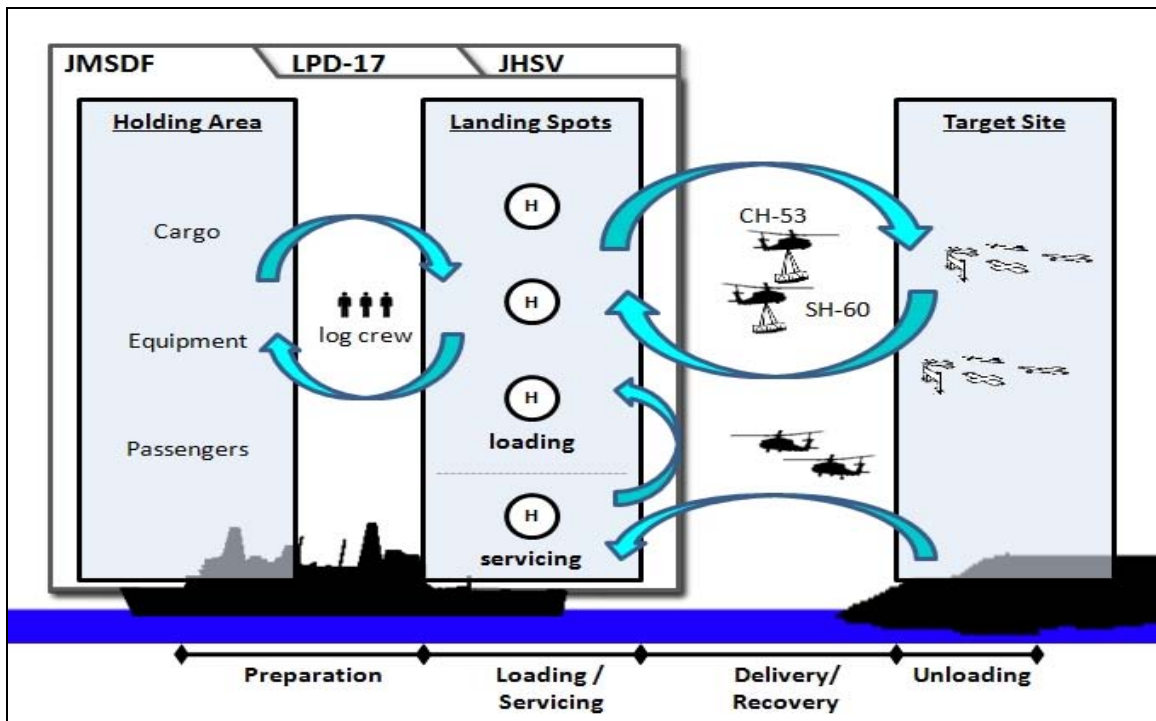 JMSDF LPD-17 JHSV
Holding Area
Cargo
Equipment
Passengers
log crew
Landing Spots
H
H
H
loading
H
servicing
CH-53
SH-60
Target Site
Preparation
Loading /
Servicing
Delivery/
Recovery
Unloading